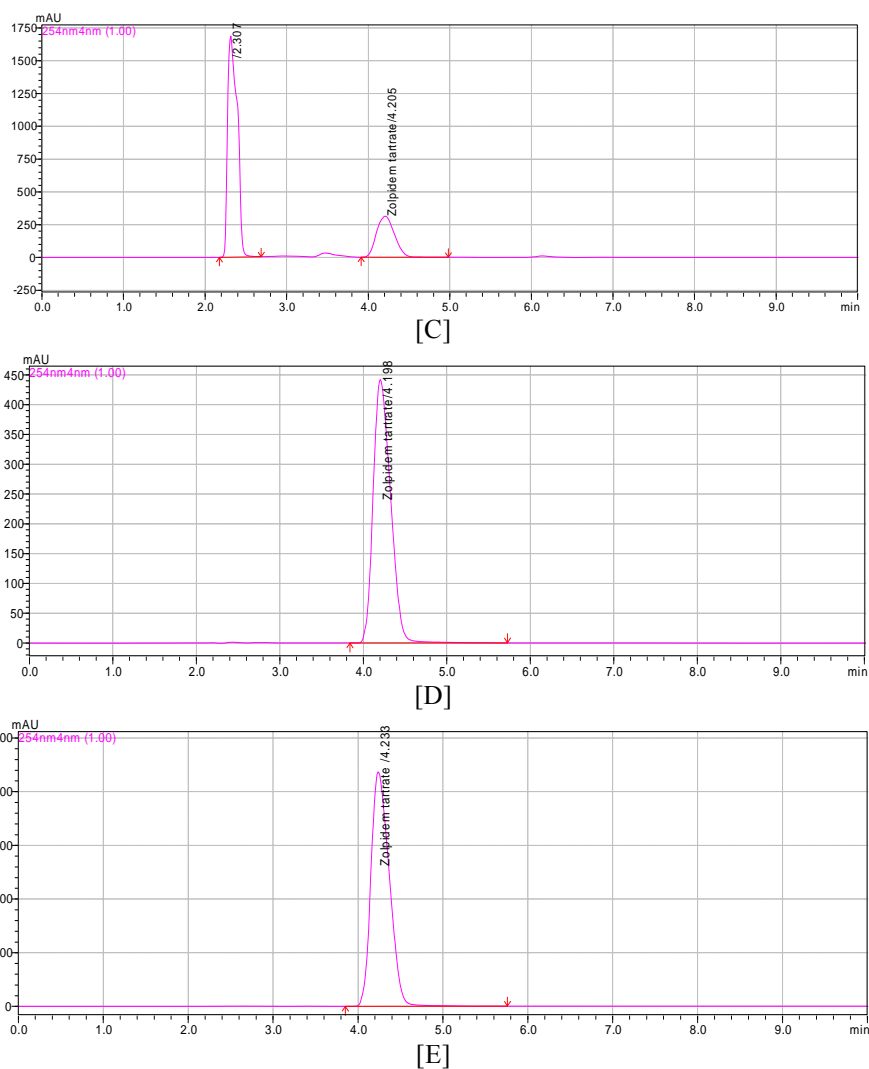 mAU
254nm4nm (1.00)
/2.307
Zolpidem tartrate/4.205
1750
1500
1250
1000
750
500
250
0
-250
0.0 1.0 2.0 3.0 4.0 5.0 6.0 7.0 8.0 9.0 min
[C]
mAU
254nm4nm (1.00)
Zolpidem tartrate/4.198
450
400
350
300
250
200
150
100
50
0
0.0 1.0 2.0 3.0 4.0 5.0 6.0 7.0 8.0 9.0 min
[D]
mAU
254nm4nm (1.00)
Zolpidem tartrate /4.233
00
00
00
00
00
0
0.0 1.0 2.0 3.0 4.0 5.0 6.0 7.0 8.0 9.0 min
[E]